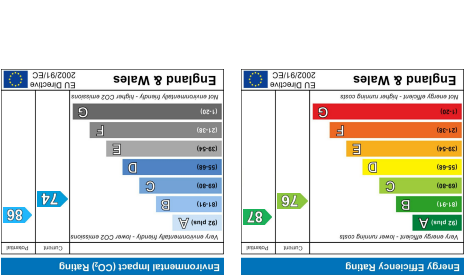 Energy Efficiency Rating
Current
Potential
Very energy efficient - lower running costs
(92 plus) A
(81-91) B
(69-80) C
(55-68) D
(39-54) E
(21-38) F
(1-20) G
76
87
Not energy efficient - higher running costs
England & Wales
EU Directive
2002/91/EC
Environmental Impact (CO₂) Rating
Current
Potential
Very environmentally friendly - lower CO2 emissions
(92 plus) A
(81-91) B
(69-80) C
(55-68) D
(39-54) E
(21-38) F
(1-20) G
74
86
Not environmentally friendly - higher CO2 emissions
England & Wales
EU Directive
2002/91/EC